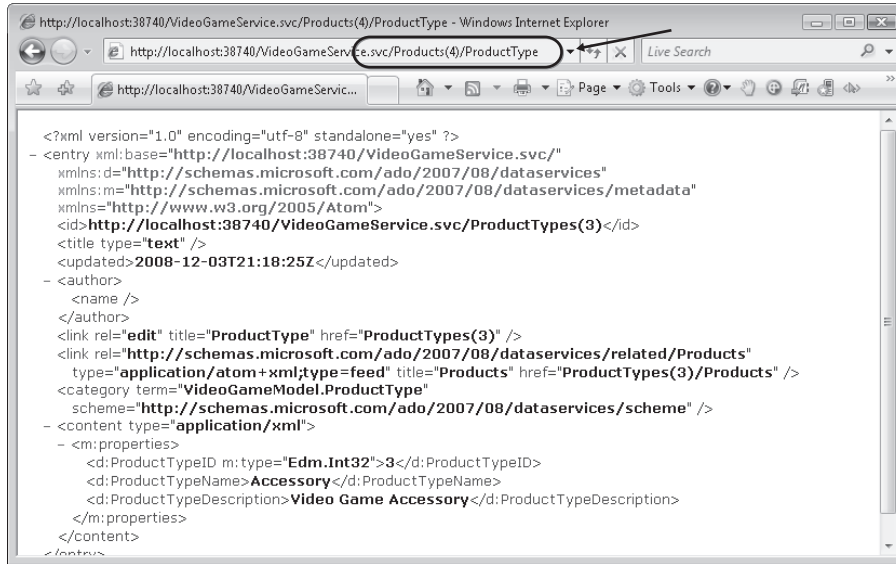 http://localhost:38740/VideoGameService.svc/Products(4)/ProductType - Windows Internet Explorer
http://localhost:38740/VideoGameService.svc/Products(4)/ProductType
Live Search
http://localhost:38740/VideoGameServic...
Page
Tools
<?xml version="1.0" encoding="utf-8" standalone="yes" ?>
- <entry xml:base="http://localhost:38740/VideoGameService.svc/"
xmlns:d="http://schemas.microsoft.com/ado/2007/08/dataservices"
xmlns:m="http://schemas.microsoft.com/ado/2007/08/dataservices/metadata"
xmlns="http://www.w3.org/2005/Atom">
<id>http://localhost:38740/VideoGameService.svc/ProductTypes(3)</id>
<title type="text" />
<updated>2008-12-03T21:18:25Z</updated>
- <author>
<name />
</author>
<link rel="edit" title="ProductType" href="ProductTypes(3)" />
<link rel="http://schemas.microsoft.com/ado/2007/08/dataservices/related/Products"
type="application/atom+xml;type=feed" title="Products" href="ProductTypes(3)/Products" />
<category term="VideoGameModel.ProductType"
scheme="http://schemas.microsoft.com/ado/2007/08/dataservices/scheme" />
- <content type="application/xml">
- <m:properties>
<d:ProductTypeID m:type="Edm.Int32">3</d:ProductTypeID>
<d:ProductTypeName>Accessory</d:ProductTypeName>
<d:ProductTypeDescription>Video Game Accessory</d:ProductTypeDescription>
</m:properties>
</content>
</entry>